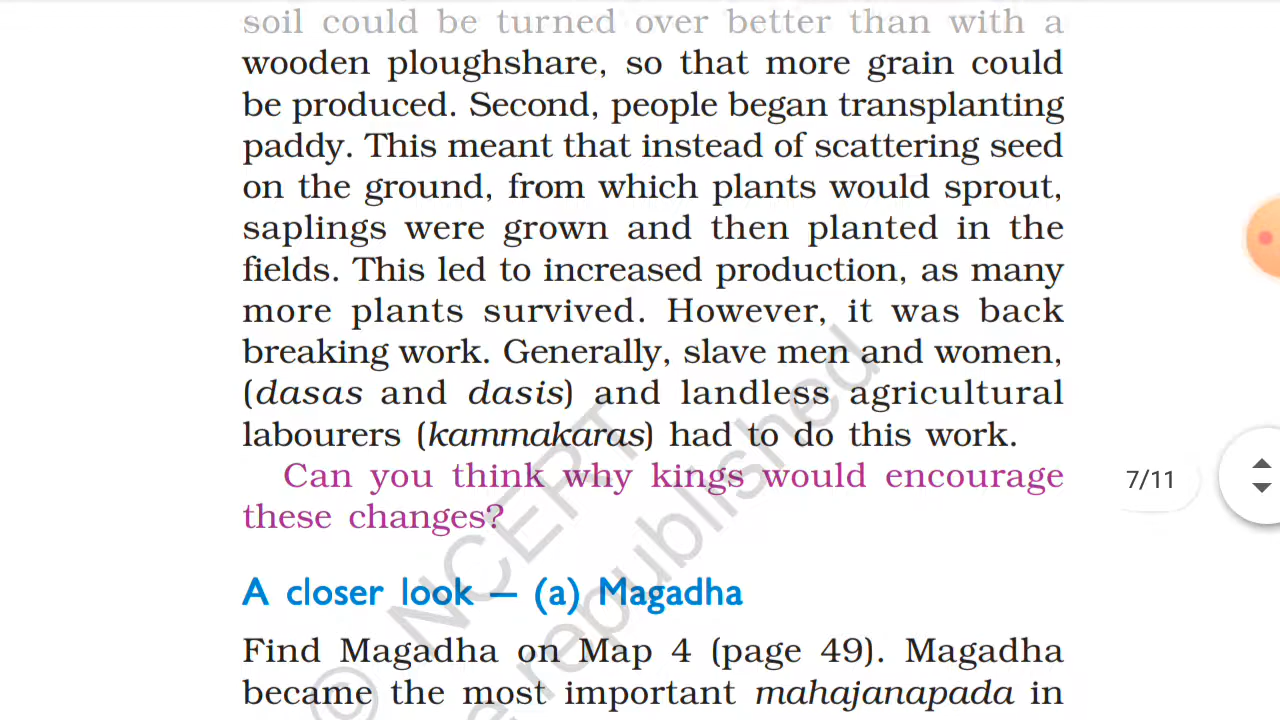 soil could be turned over better than with a
wooden ploughshare, so that more grain could
be produced. Second, people began transplanting
paddy. This meant that instead of scattering seed
on the ground, from which plants would sprout,
saplings were grown and then planted in the
fields. This led to increased production, as many
more plants survived. However, it was back
breaking work. Generally, slave men and women,
(dasas and dasis) and landless agricultural
labourers (kammakaras) had to do this work.
Can you think why kings would encourage
these changes?
7/11
A closer look — (a) Magadha
Find Magadha on Map 4 (page 49). Magadha
became the most important mahajanapada in
© NCERT
republished